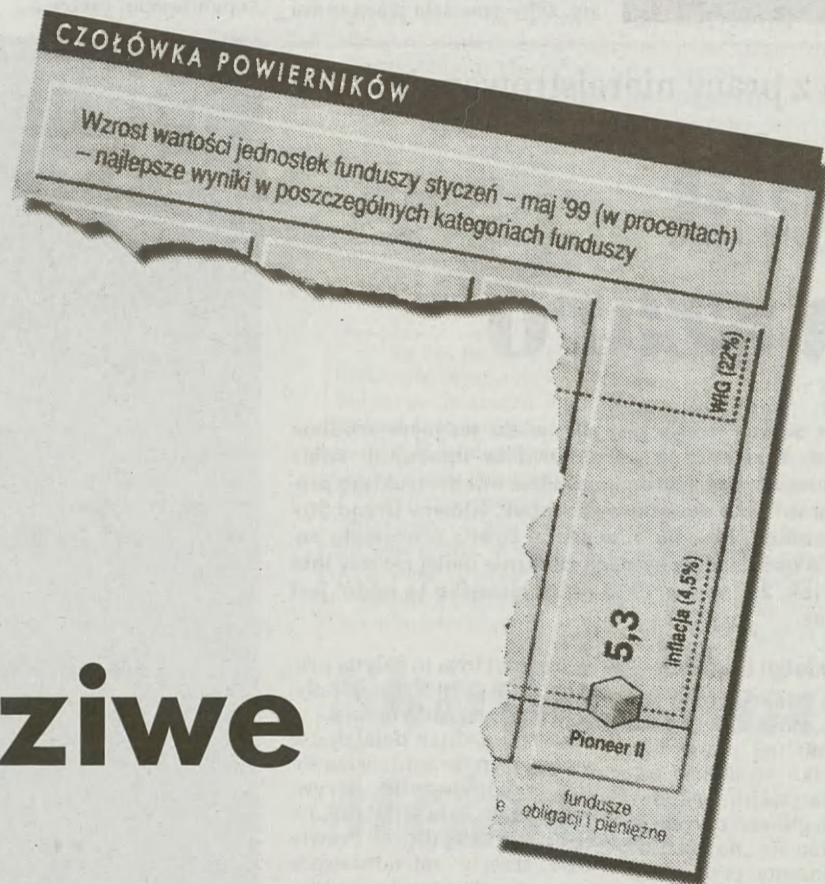 CZOŁÓWKA POWIERNIKÓW
Wzrost wartości jednostek funduszy styczeń – maj '99 (w procentach)
– najlepsze wyniki w poszczególnych kategoriach funduszy
WIG (22%)
5,3
Inflacja (4,5%)
Pioneer II
e
fundusze
obligacji i pieniężne
ziwe